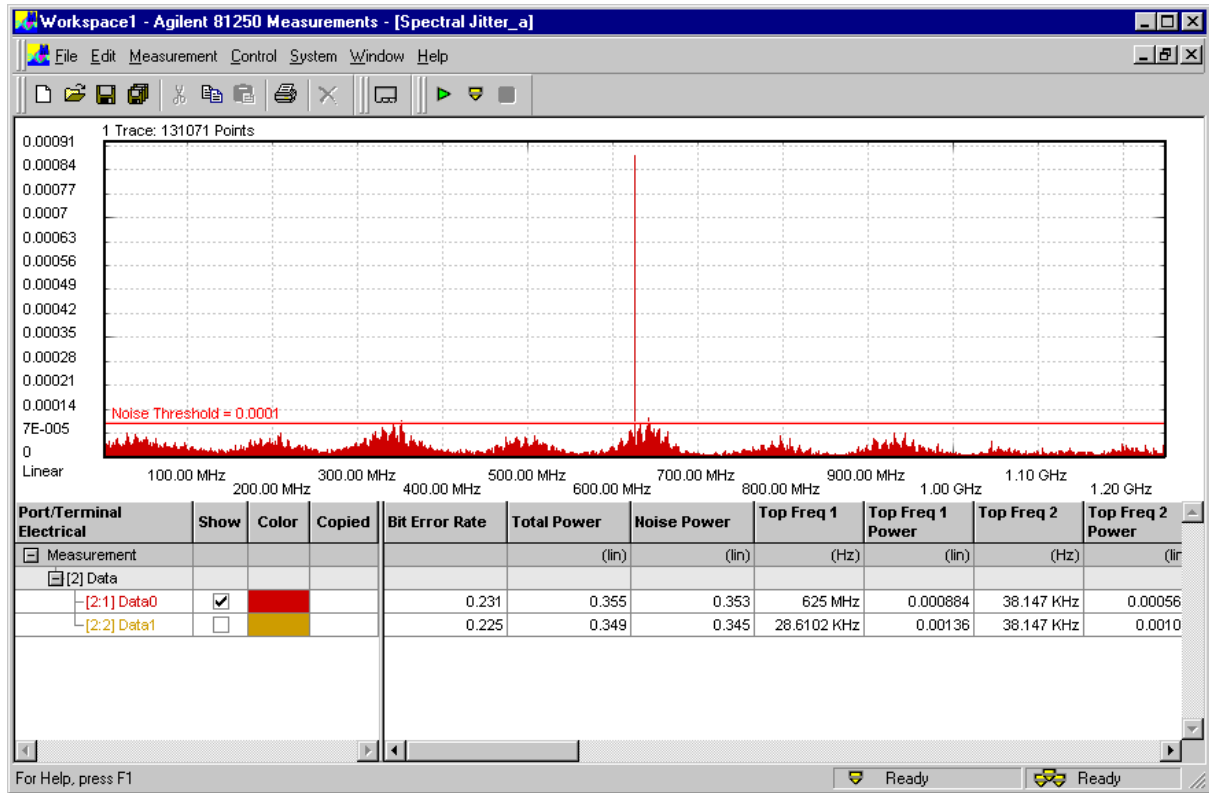 Workspace1 - Agilent 81250 Measurements - [Spectral Jitter_a]
File Edit Measurement Control System Window Help
1 Trace: 131071 Points
0.00091
0.00084
0.00077
0.0007
0.00063
0.00056
0.00049
0.00042
0.00035
0.00028
0.00021
0.00014
Noise Threshold = 0.0001
7E-005
0
Linear
100.00 MHz 300.00 MHz 500.00 MHz 700.00 MHz 900.00 MHz 1.10 GHz
200.00 MHz 400.00 MHz 600.00 MHz 800.00 MHz 1.00 GHz 1.20 GHz
Port/Terminal Electrical Show Color Copied Bit Error Rate Total Power Noise Power Top Freq 1 Top Freq 1 Power Top Freq 2 Top Freq 2 Power
Measurement (lin) (lin) (Hz) (lin) (Hz) (lin
[2] Data
[2:1] Data0 0.231 0.355 0.353 625 MHz 0.000884 38.147 KHz 0.00056
[2:2] Data1 0.225 0.349 0.345 28.6102 KHz 0.00136 38.147 KHz 0.0010
For Help, press F1 Ready Ready